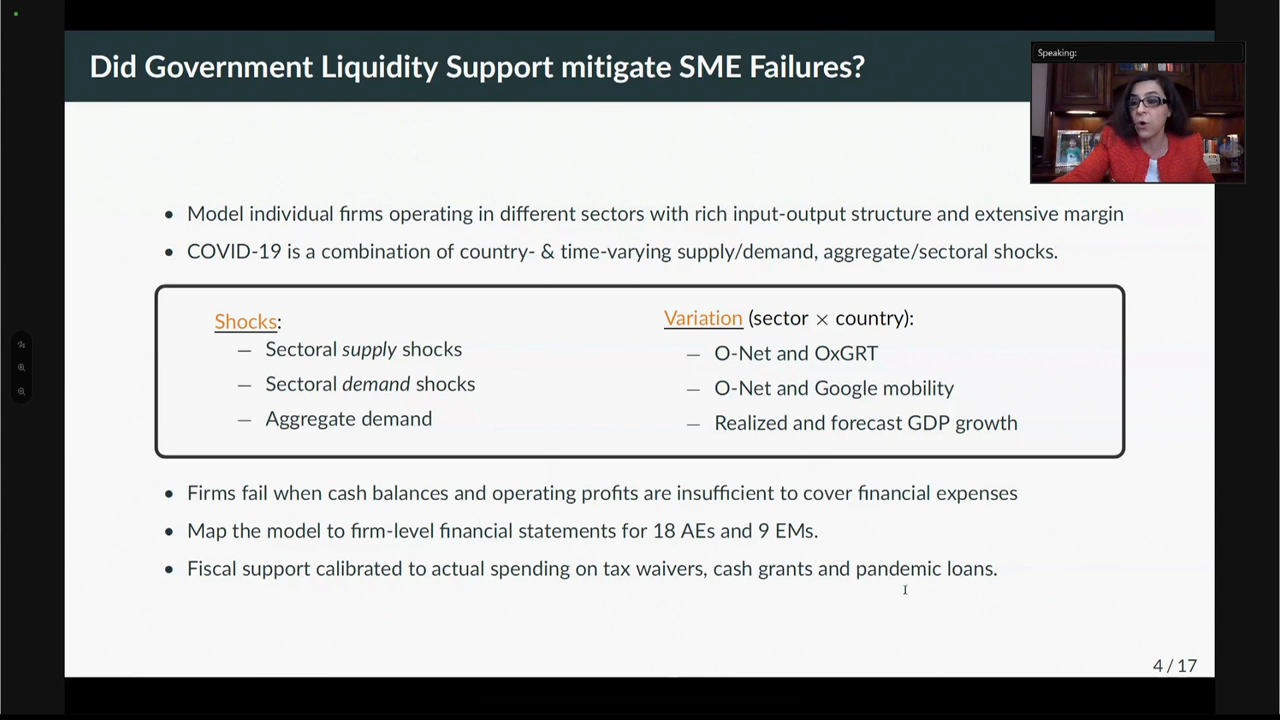 Did Government Liquidity Support mitigate SME Failures?
Speaking:
• Model individual firms operating in different sectors with rich input-output structure and extensive margin
• COVID-19 is a combination of country- & time-varying supply/demand, aggregate/sectoral shocks.
Shocks:
— Sectoral supply shocks
— Sectoral demand shocks
— Aggregate demand
Variation (sector × country):
— O-Net and OxGRT
— O-Net and Google mobility
— Realized and forecast GDP growth
• Firms fail when cash balances and operating profits are insufficient to cover financial expenses
• Map the model to firm-level financial statements for 18 AEs and 9 EMs.
• Fiscal support calibrated to actual spending on tax waivers, cash grants and pandemic loans.
4 / 17